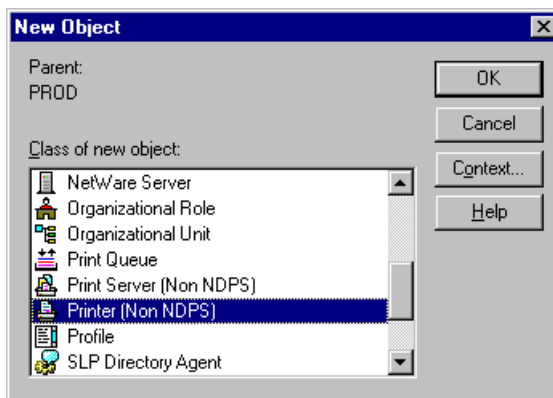 New Object
Parent:
PROD
Class of new object:
NetWare Server
Organizational Role
Organizational Unit
Print Queue
Print Server (Non NDPS)
Printer (Non NDPS)
Profile
SLP Directory Agent
OK
Cancel
Context...
Help